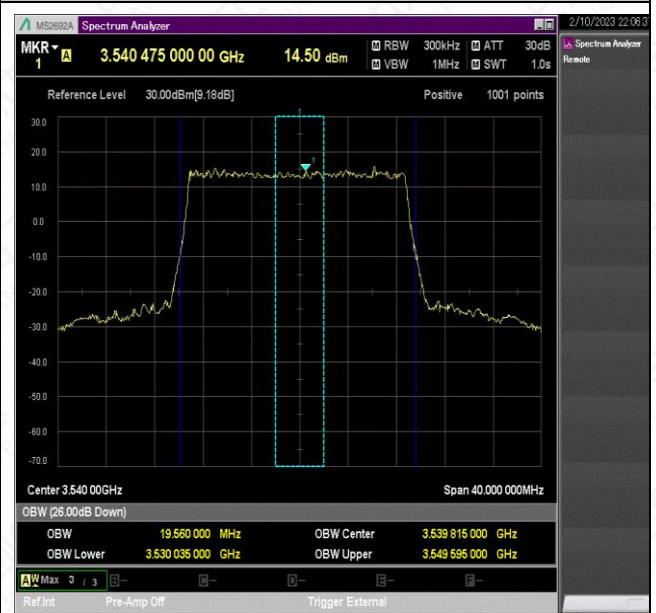 MS2692A Spectrum Analyzer
2/10/2023 22:06:3
MKR 1 A 3.540 475 000 00 GHz 14.50 dBm M RBW 300kHz M ATT 30dB
M VBW 1MHz M SWT 1.0s
Spectrum Analyzer
Remote
Reference Level 30.00dBm[9.18dB] Positive 1001 points
1
30.0
20.0
1
10.0
0.0
-10.0
-20.0
-30.0
-40.0
-50.0
-60.0
-70.0
Center 3.540 00GHz Span 40.000 000MHz
OBW (26.00dB Down)
OBW 19.560 000 MHz OBW Center 3.539 815 000 GHz
OBW Lower 3.530 035 000 GHz OBW Upper 3.549 595 000 GHz
A W Max 3 / 3 B- C- D- E- F-
Ref.Int Pre-Amp Off Trigger External